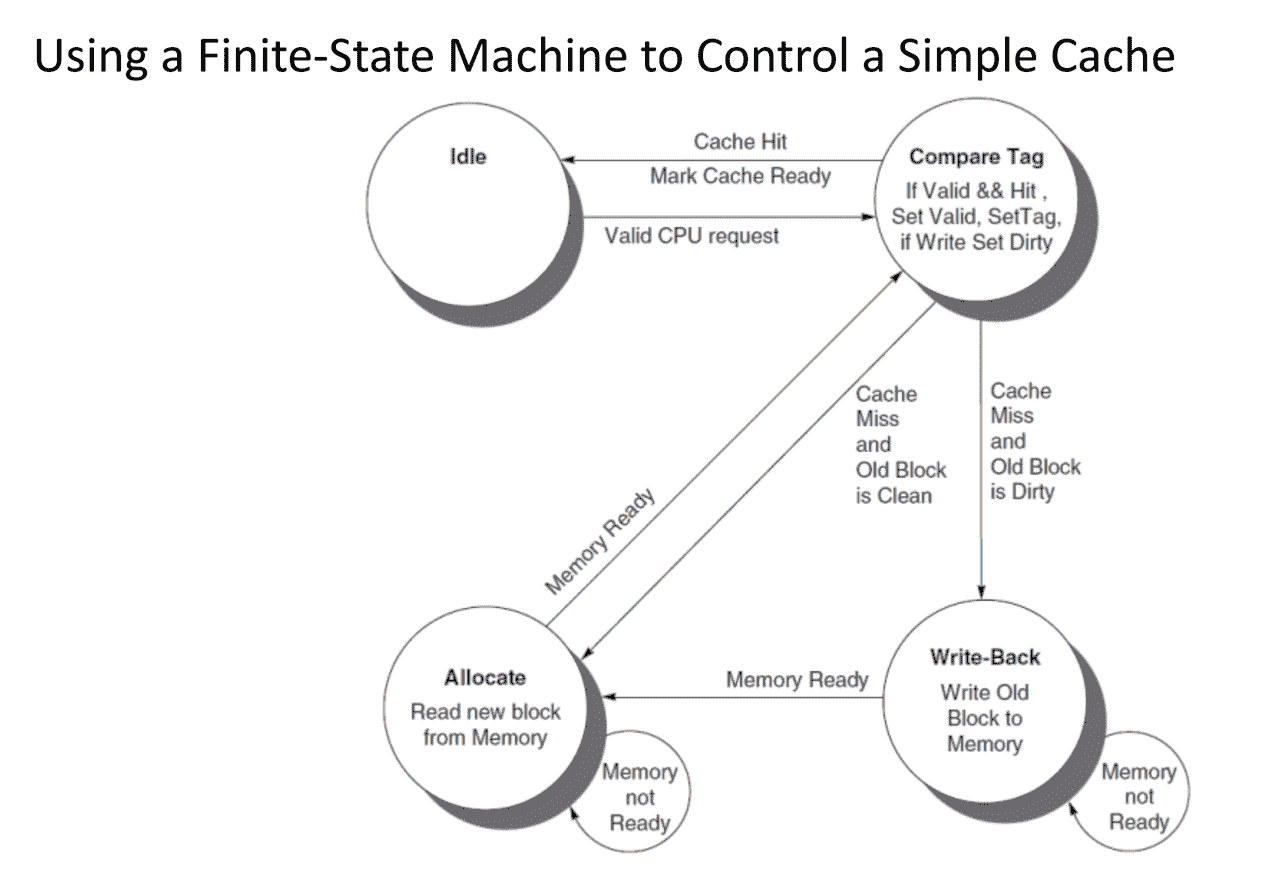 Using a Finite-State Machine to Control a Simple Cache
Idle
Cache Hit
Mark Cache Ready
Valid CPU request
Compare Tag
If Valid && Hit ,
Set Valid, SetTag,
if Write Set Dirty
Cache
Miss
and
Old Block
is Clean
Cache
Miss
and
Old Block
is Dirty
Memory Ready
Allocate
Read new block
from Memory
Memory
not
Ready
Memory Ready
Write-Back
Write Old
Block to
Memory
Memory
not
Ready